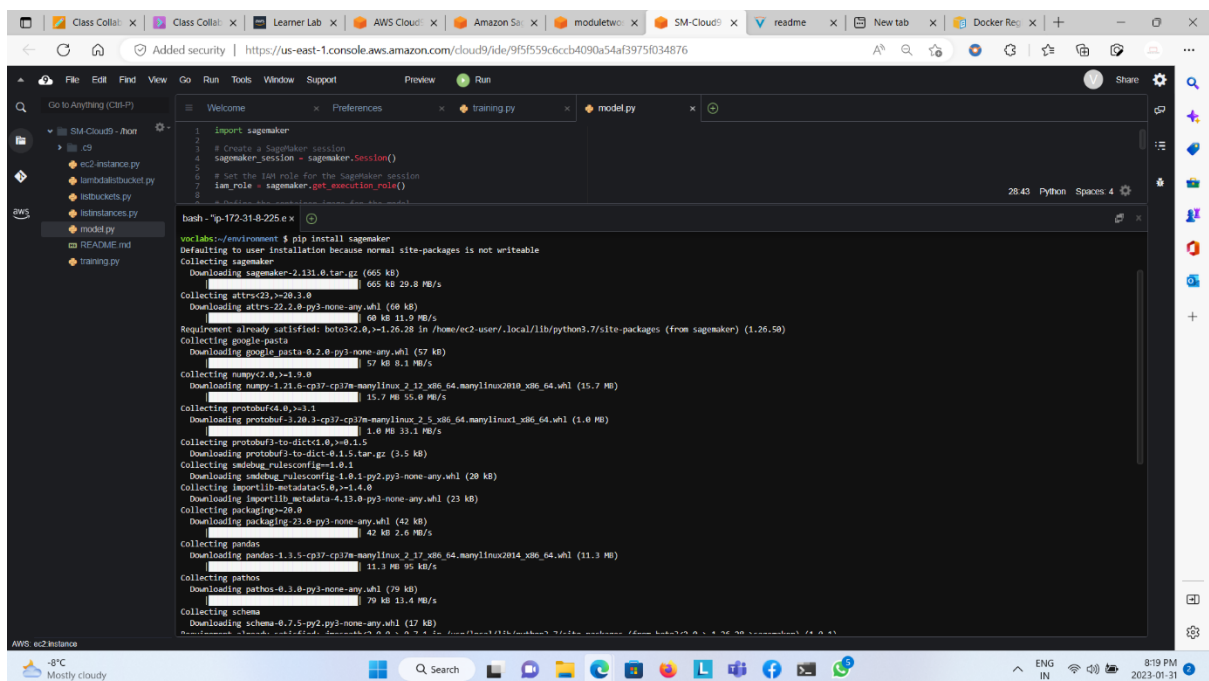 Class Collab
Class Collab
Learner Lab
AWS Cloud
Amazon Sag
moduletwo
SM-Cloud9
readme
New tab
Docker Reg
Added security | https://us-east-1.console.aws.amazon.com/cloud9/ide/9f5f559c6ccb4090a54af3975f034876
File Edit Find View Go Run Tools Window Support Preview Run Share
V
Go to Anything (Ctrl-P)
Welcome
Preferences
training.py
model.py
SM-Cloud9 - /hom
.c9
ec2-instance.py
lambdalistbucket.py
listbuckets.py
listinstances.py
model.py
README.md
training.py
aws
1 import sagemaker
2
3 # Create a SageMaker session
4 sagemaker_session = sagemaker.Session()
5
6 # Set the IAM role for the SageMaker session
7 iam_role = sagemaker.get_execution_role()
8
9 # Define the container image for the model
28:43 Python Spaces: 4
bash - "ip-172-31-8-225.e
voclabs:~/environment $ pip install sagemaker
Defaulting to user installation because normal site-packages is not writeable
Collecting sagemaker
Downloading sagemaker-2.131.0.tar.gz (665 kB)
| 665 kB 29.8 MB/s
Collecting attrs<23,>=20.3.0
Downloading attrs-22.2.0-py3-none-any.whl (60 kB)
| 60 kB 11.9 MB/s
Requirement already satisfied: boto3<2.0,>=1.26.28 in /home/ec2-user/.local/lib/python3.7/site-packages (from sagemaker) (1.26.50)
Collecting google-pasta
Downloading google_pasta-0.2.0-py3-none-any.whl (57 kB)
| 57 kB 8.1 MB/s
Collecting numpy<2.0,>=1.9.0
Downloading numpy-1.21.6-cp37-cp37m-manylinux_2_12_x86_64.manylinux2010_x86_64.whl (15.7 MB)
| 15.7 MB 55.0 MB/s
Collecting protobuf<4.0,>=3.1
Downloading protobuf-3.20.3-cp37-cp37m-manylinux_2_5_x86_64.manylinux1_x86_64.whl (1.0 MB)
| 1.0 MB 33.1 MB/s
Collecting protobuf3-to-dict<1.0,>=0.1.5
Downloading protobuf3-to-dict-0.1.5.tar.gz (3.5 kB)
Collecting smdebug_rulesconfig==1.0.1
Downloading smdebug_rulesconfig-1.0.1-py2.py3-none-any.whl (20 kB)
Collecting importlib-metadata<5.0,>=1.4.0
Downloading importlib_metadata-4.13.0-py3-none-any.whl (23 kB)
Collecting packaging>=20.0
Downloading packaging-23.0-py3-none-any.whl (42 kB)
| 42 kB 2.6 MB/s
Collecting pandas
Downloading pandas-1.3.5-cp37-cp37m-manylinux_2_17_x86_64.manylinux2014_x86_64.whl (11.3 MB)
| 11.3 MB 95 kB/s
Collecting pathos
Downloading pathos-0.3.0-py3-none-any.whl (79 kB)
| 79 kB 13.4 MB/s
Collecting schema
Downloading schema-0.7.5-py2.py3-none-any.whl (17 kB)
AWS: ec2:instance
-8°C
Mostly cloudy
Search
5
ENG
IN
8:19 PM
2023-01-31
2